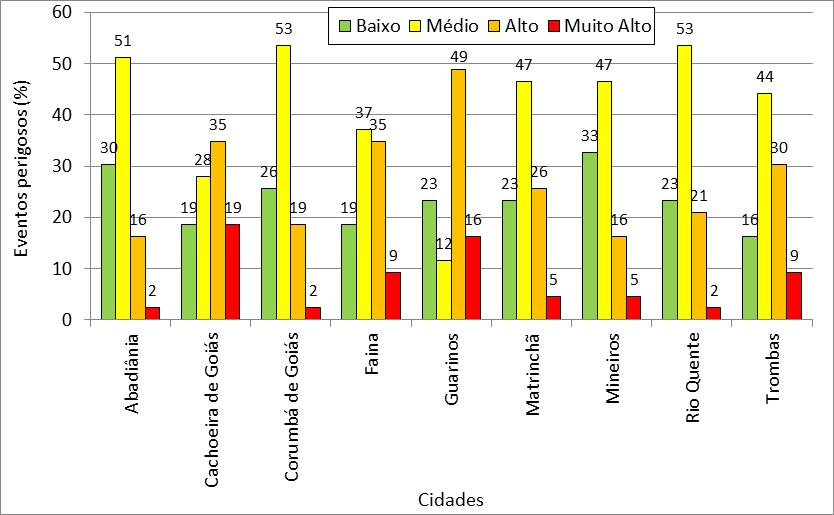 Baixo Médio Alto Muito Alto
Eventos perigosos (%)
60
50
40
30
20
10
0
30 51 16 2
19 28 35 19
26 53 19 2
19 37 35 9
23 12 49 16
23 47 26 5
33 47 16 5
23 53 21 2
16 44 30 9
Abadiânia
Cachoeira de Goiás
Corumbá de Goiás
Faina
Guarinos
Matrinchã
Mineiros
Rio Quente
Trombas
Cidades